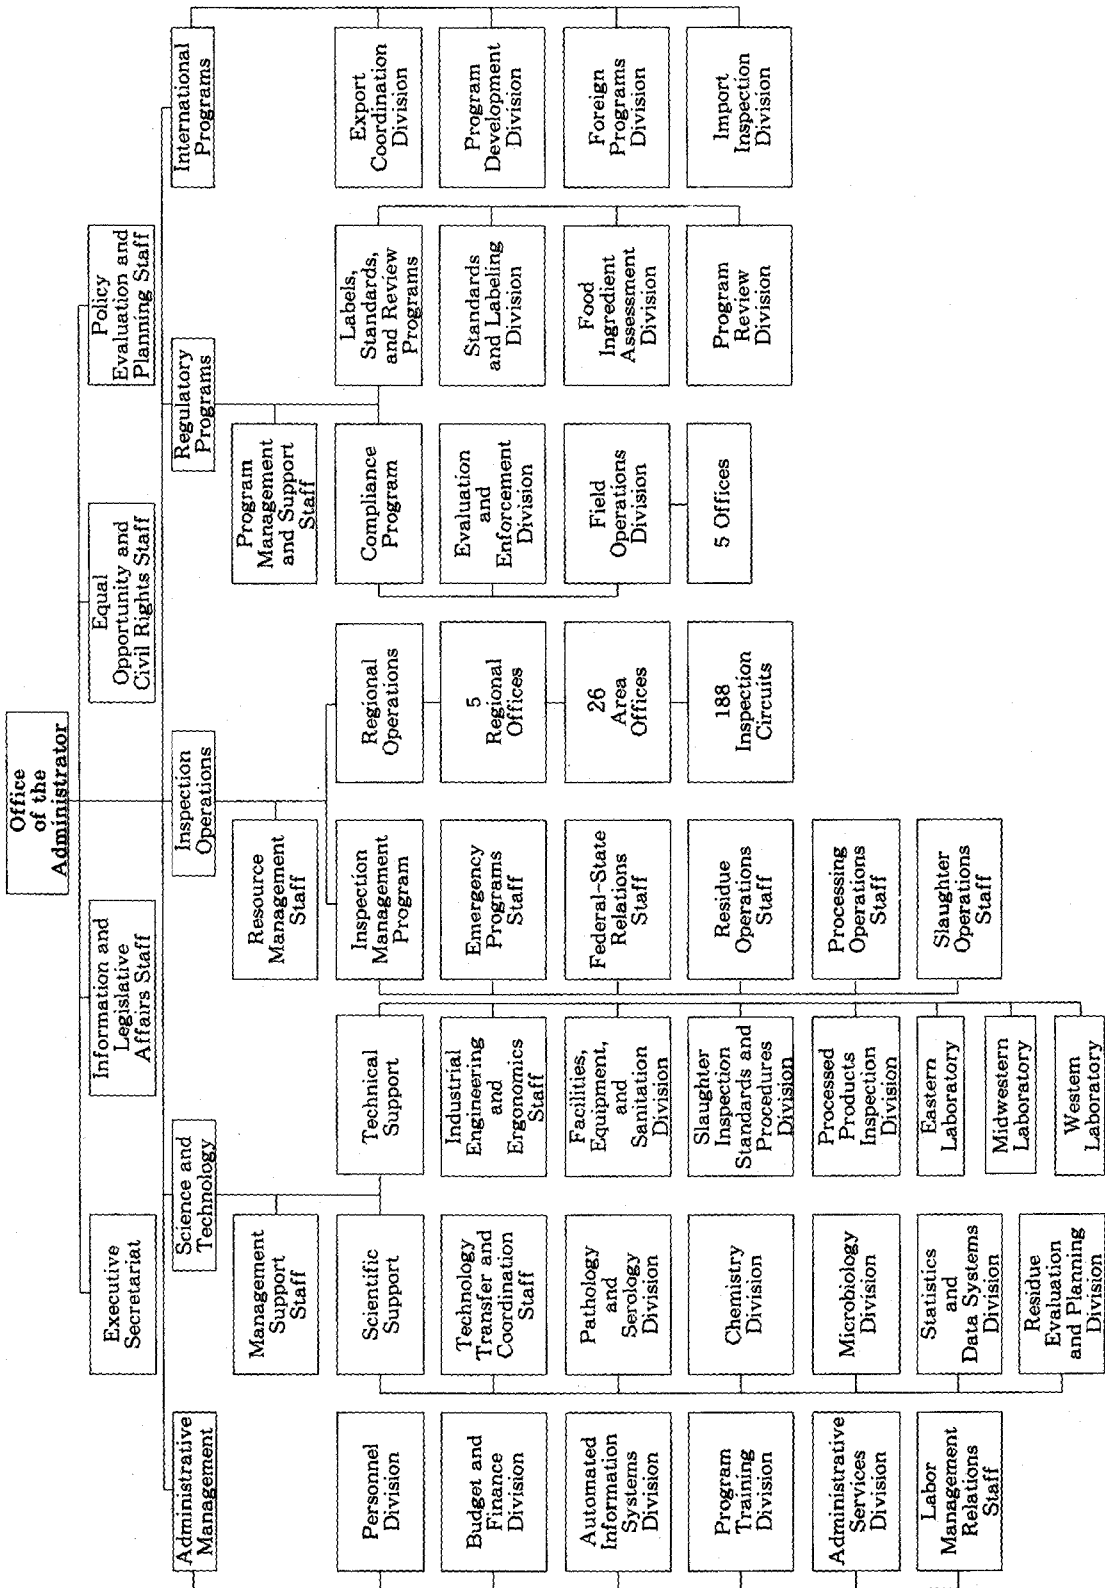 Office
of the
Administrator
Executive
Secretariat
Information and
Legislative
Affairs Staff
Equal
Opportunity and
Civil Rights Staff
Policy
Evaluation and
Planning Staff
Administrative
Management
Science and
Technology
Inspection
Operations
Regulatory
Programs
International
Programs
Management
Support
Staff
Resource
Management
Staff
Program
Management
and Support
Staff
Personnel
Division
Scientific
Support
Technical
Support
Inspection
Management
Program
Regional
Operations
Compliance
Program
Labels,
Standards,
and Review
Programs
Export
Coordination
Division
Budget and
Finance
Division
Technology
Transfer and
Coordination
Staff
Industrial
Engineering
and
Ergonomics
Staff
Emergency
Programs
Staff
5
Regional
Offices
Evaluation
and
Enforcement
Division
Standards
and Labeling
Division
Program
Development
Division
Automated
Information
Systems
Division
Pathology
and
Serology
Division
Facilities,
Equipment,
and
Sanitation
Division
Federal-State
Relations
Staff
26
Area
Offices
Field
Operations
Division
Food
Ingredient
Assessment
Division
Foreign
Programs
Division
Program
Training
Division
Chemistry
Division
Slaughter
Inspection
Standards and
Procedures
Division
Residue
Operations
Staff
188
Inspection
Circuits
5 Offices
Program
Review
Division
Import
Inspection
Division
Administrative
Services
Division
Microbiology
Division
Processed
Products
Inspection
Division
Processing
Operations
Staff
Labor
Management
Relations
Staff
Statistics
and
Data Systems
Division
Eastern
Laboratory
Slaughter
Operations
Staff
Midwestern
Laboratory
Residue
Evaluation
and Planning
Division
Western
Laboratory